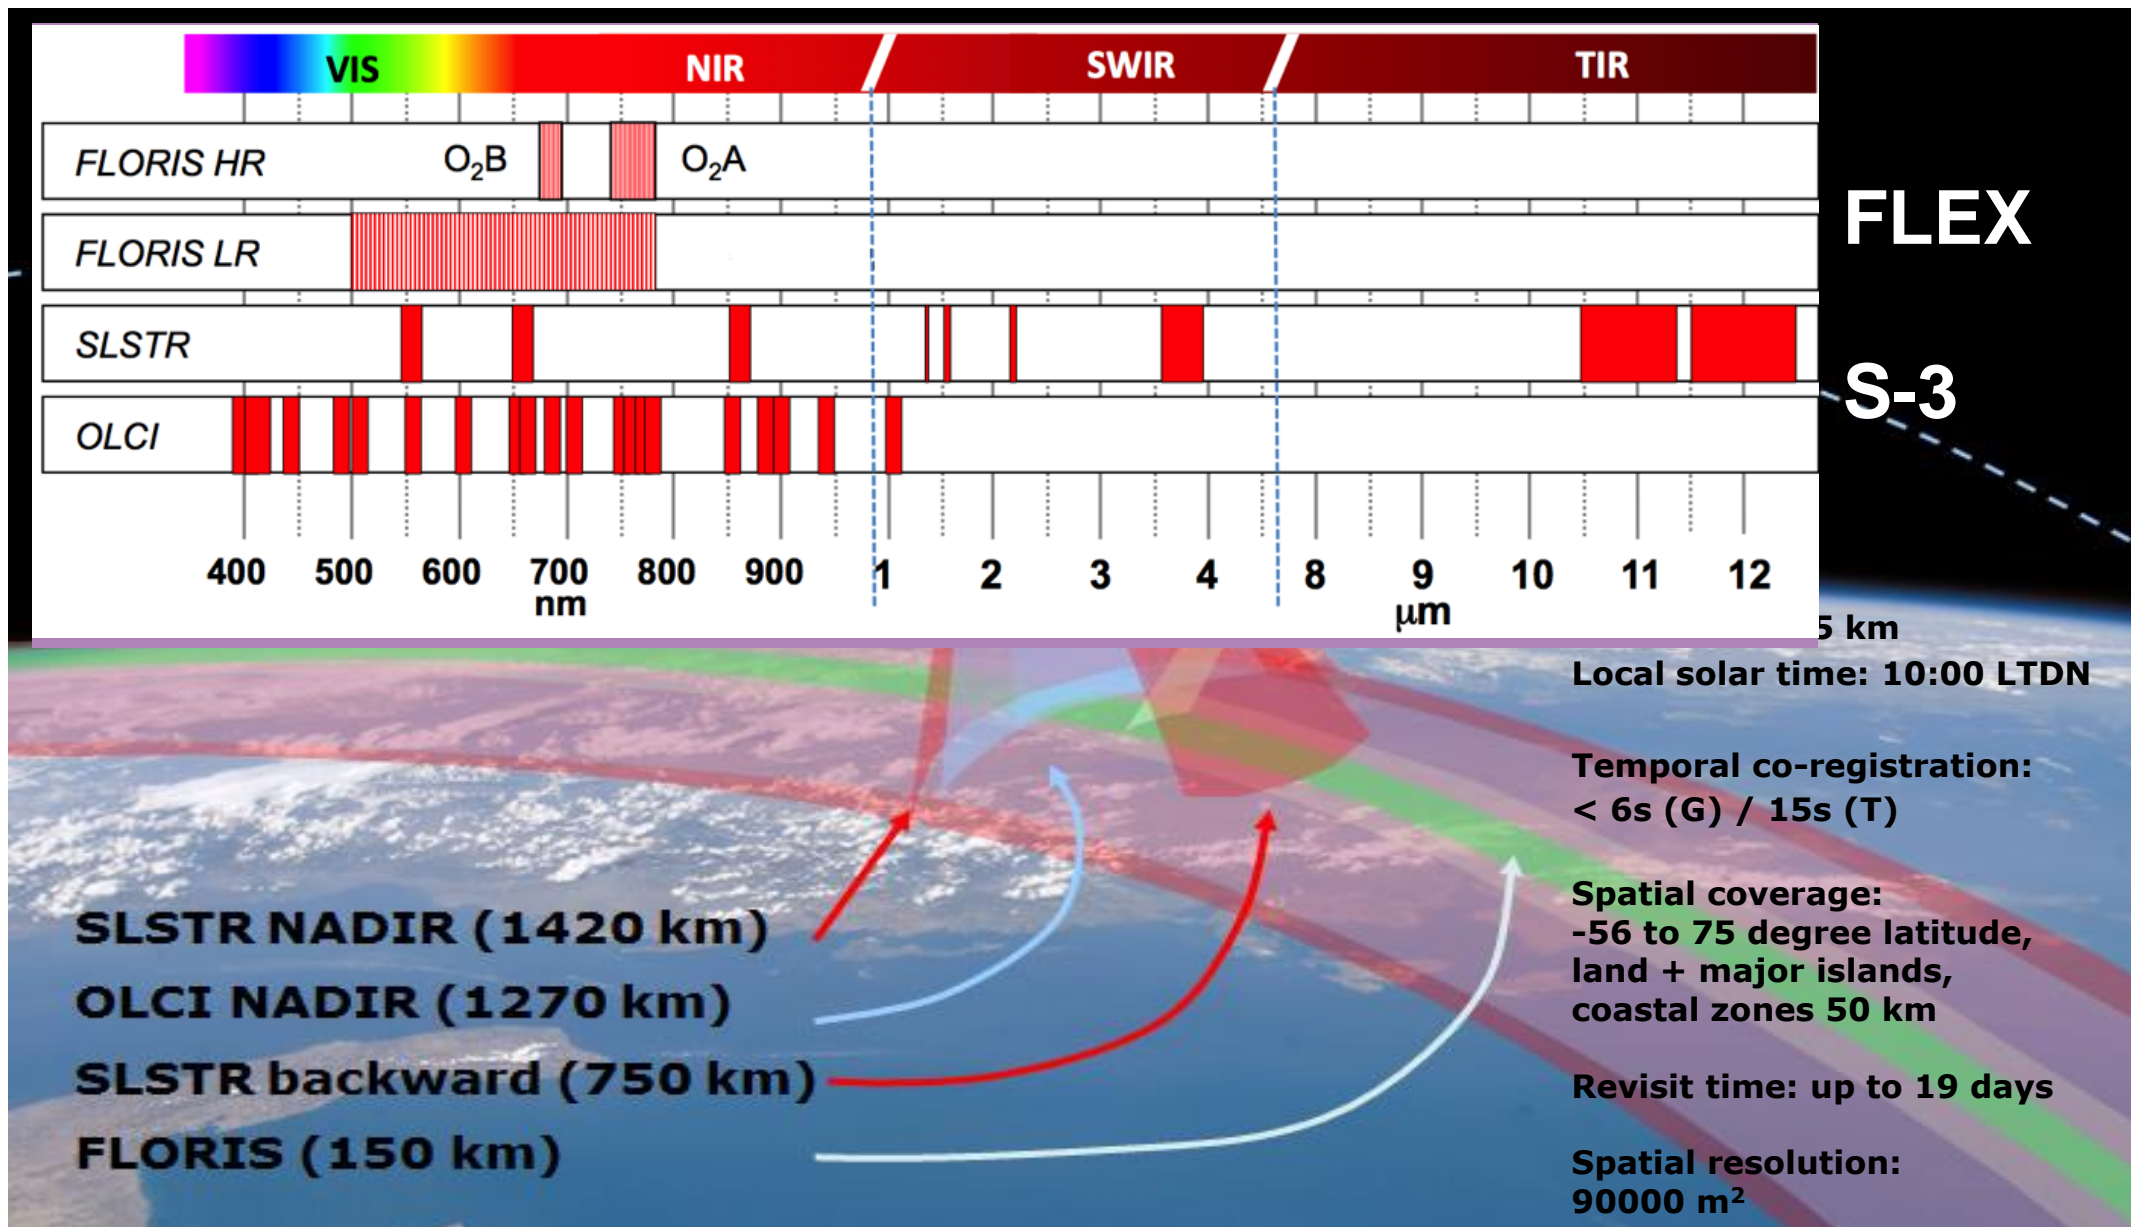 VIS NIR SWIR TIR
FLORIS HR O₂B O₂A
FLORIS LR
FLEX
SLSTR
S-3
OLCI
400 500 600 700 800 900 1 2 3 4 8 9 10 11 12
nm μm
5 km
Local solar time: 10:00 LTDN
Temporal co-registration:
< 6s (G) / 15s (T)
Spatial coverage:
-56 to 75 degree latitude,
land + major islands,
coastal zones 50 km
Revisit time: up to 19 days
Spatial resolution:
90000 m²
SLSTR NADIR (1420 km)
OLCI NADIR (1270 km)
SLSTR backward (750 km)
FLORIS (150 km)